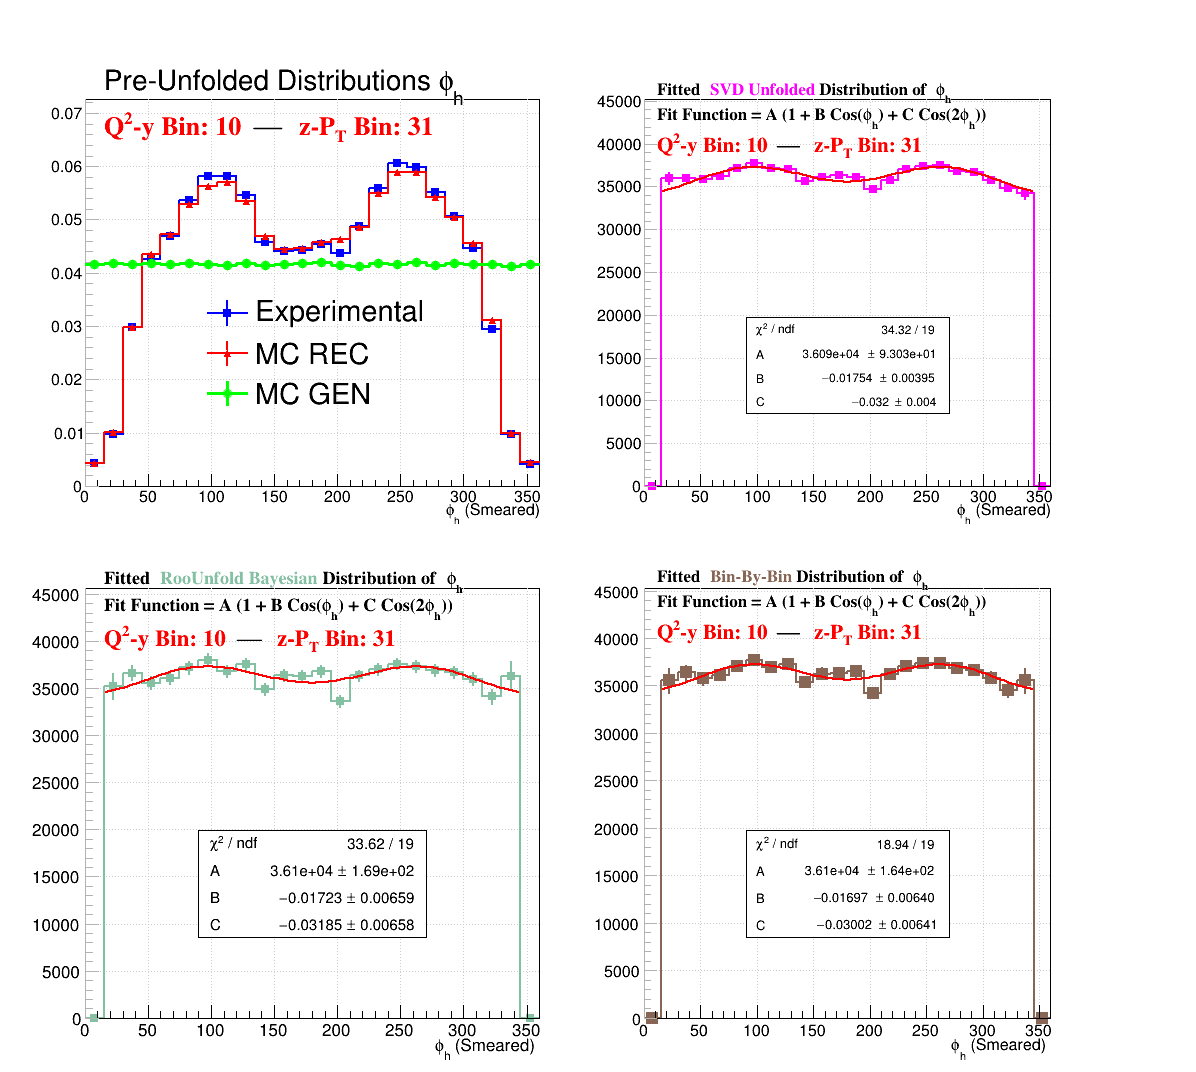 Pre-Unfolded Distributions ϕh
Q2-y Bin: 10 — z-PT Bin: 31
0.07
0.06
0.05
0.04
0.03
0.02
0.01
0
Experimental
MC REC
MC GEN
0 50 100 150 200 250 300 350
ϕh (Smeared)
Fitted SVD Unfolded Distribution of ϕh
Fit Function = A (1 + B Cos(ϕh) + C Cos(2ϕh))
Q2-y Bin: 10 — z-PT Bin: 31
45000
40000
35000
30000
25000
20000
15000
10000
5000
0
χ2 / ndf 34.32 / 19
A 3.609e+04 ± 9.303e+01
B −0.01754 ± 0.00395
C −0.032 ± 0.004
0 50 100 150 200 250 300 350
ϕh (Smeared)
Fitted RooUnfold Bayesian Distribution of ϕh
Fit Function = A (1 + B Cos(ϕh) + C Cos(2ϕh))
Q2-y Bin: 10 — z-PT Bin: 31
45000
40000
35000
30000
25000
20000
15000
10000
5000
0
χ2 / ndf 33.62 / 19
A 3.61e+04 ± 1.69e+02
B −0.01723 ± 0.00659
C −0.03185 ± 0.00658
0 50 100 150 200 250 300 350
ϕh (Smeared)
Fitted Bin-By-Bin Distribution of ϕh
Fit Function = A (1 + B Cos(ϕh) + C Cos(2ϕh))
Q2-y Bin: 10 — z-PT Bin: 31
45000
40000
35000
30000
25000
20000
15000
10000
5000
0
χ2 / ndf 18.94 / 19
A 3.61e+04 ± 1.64e+02
B −0.01697 ± 0.00640
C −0.03002 ± 0.00641
0 50 100 150 200 250 300 350
ϕh (Smeared)